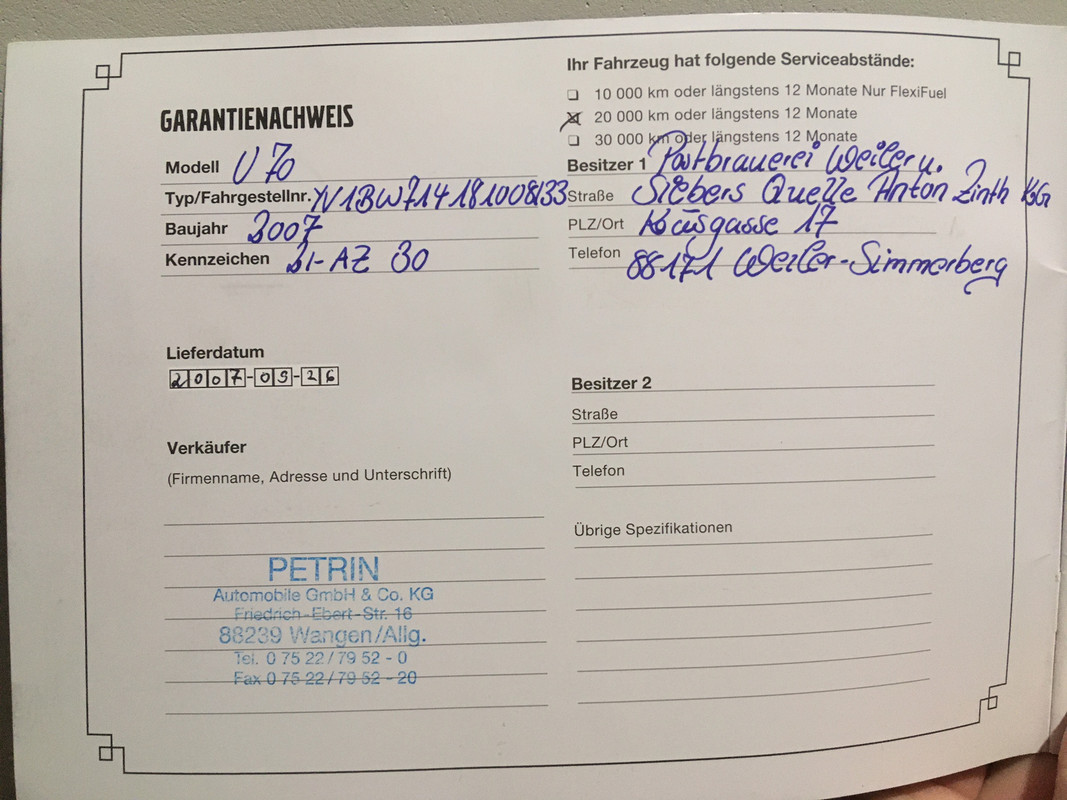 GARANTIENACHWEIS
Modell V 70
Typ/Fahrgestellnr. YV1BW714181008133
Baujahr 2007
Kennzeichen LI-AZ 30
Lieferdatum
2007-09-26
Verkäufer
(Firmenname, Adresse und Unterschrift)
PETRIN
Automobile GmbH & Co. KG
Friedrich-Ebert-Str. 16
88239 Wangen/Allg.
Tel. 0 75 22 / 79 52 - 0
Fax 0 75 22 / 79 52 - 20
Ihr Fahrzeug hat folgende Serviceabstände:
10 000 km oder längstens 12 Monate Nur FlexiFuel
20 000 km oder längstens 12 Monate
30 000 km oder längstens 12 Monate
Besitzer 1 Postbrauerei Weiler u.
Straße Siebers Quelle Anton Zinth
PLZ/Ort 17
Telefon 88171 Weiler-Simmerberg
Besitzer 2
Straße
PLZ/Ort
Telefon
Übrige Spezifikationen